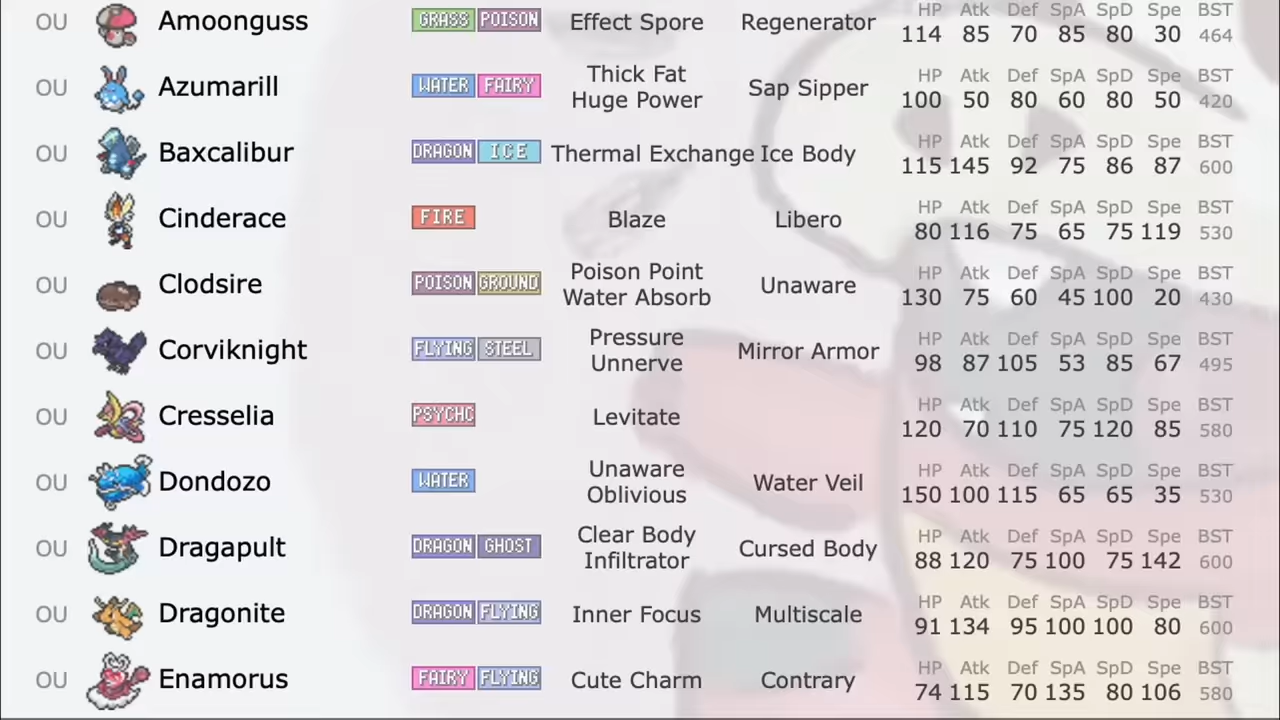 HP Atk Def SpA SpD Spe BST
OU Amoonguss GRASS POISON Effect Spore Regenerator 114 85 70 85 80 30 464
HP Atk Def SpA SpD Spe BST
OU Azumarill WATER FAIRY Thick Fat Huge Power Sap Sipper 100 50 80 60 80 50 420
HP Atk Def SpA SpD Spe BST
OU Baxcalibur DRAGON ICE Thermal Exchange Ice Body 115 145 92 75 86 87 600
HP Atk Def SpA SpD Spe BST
OU Cinderace FIRE Blaze Libero 80 116 75 65 75 119 530
HP Atk Def SpA SpD Spe BST
OU Clodsire POISON GROUND Poison Point Water Absorb Unaware 130 75 60 45 100 20 430
HP Atk Def SpA SpD Spe BST
OU Corviknight FLYING STEEL Pressure Unnerve Mirror Armor 98 87 105 53 85 67 495
HP Atk Def SpA SpD Spe BST
OU Cresselia PSYCHC Levitate 120 70 110 75 120 85 580
HP Atk Def SpA SpD Spe BST
OU Dondozo WATER Unaware Oblivious Water Veil 150 100 115 65 65 35 530
HP Atk Def SpA SpD Spe BST
OU Dragapult DRAGON GHOST Clear Body Infiltrator Cursed Body 88 120 75 100 75 142 600
HP Atk Def SpA SpD Spe BST
OU Dragonite DRAGON FLYING Inner Focus Multiscale 91 134 95 100 100 80 600
HP Atk Def SpA SpD Spe BST
OU Enamorus FAIRY FLYING Cute Charm Contrary 74 115 70 135 80 106 580